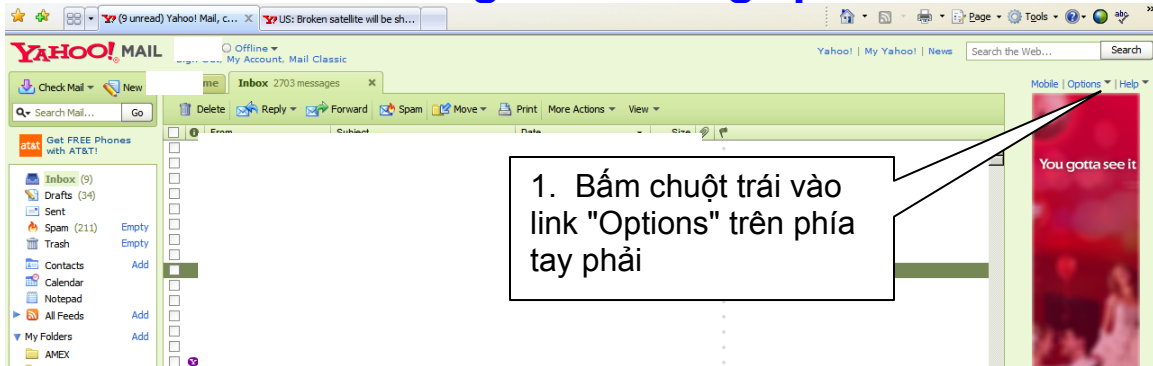 (9 unread) Yahoo! Mail, c... X
US: Broken satellite will be sh...
Page Tools
YAHOO! MAIL
Offline
My Account, Mail Classic
Yahoo! | My Yahoo! | News Search the Web... Search
Check Mail New
Inbox 2703 messages X
Mobile | Options | Help
Search Mail... Go
Delete Reply Forward Spam Move Print More Actions View
at&t Get FREE Phones
with AT&T!
Inbox (9)
Drafts (34)
Sent
Spam (211) Empty
Trash Empty
Contacts Add
Calendar
Notepad
All Feeds Add
My Folders Add
AMEX
1. Bấm chuột trái vào
link "Options" trên phía
tay phải
You gotta see it